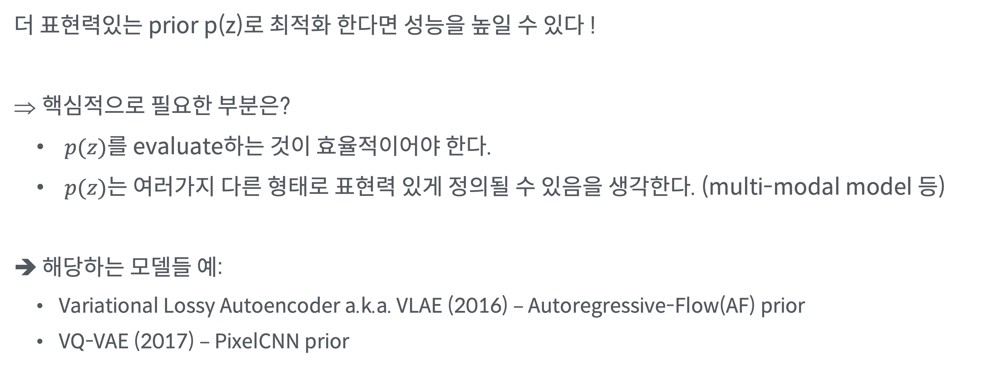 더 표현력있는 prior p(z)로 최적화 한다면 성능을 높일 수 있다 !
⇒ 핵심적으로 필요한 부분은?
• p(z)를 evaluate하는 것이 효율적이어야 한다.
• p(z)는 여러가지 다른 형태로 표현력 있게 정의될 수 있음을 생각한다. (multi-modal model 등)
➔ 해당하는 모델들 예:
• Variational Lossy Autoencoder a.k.a. VLAE (2016) – Autoregressive-Flow(AF) prior
• VQ-VAE (2017) – PixelCNN prior